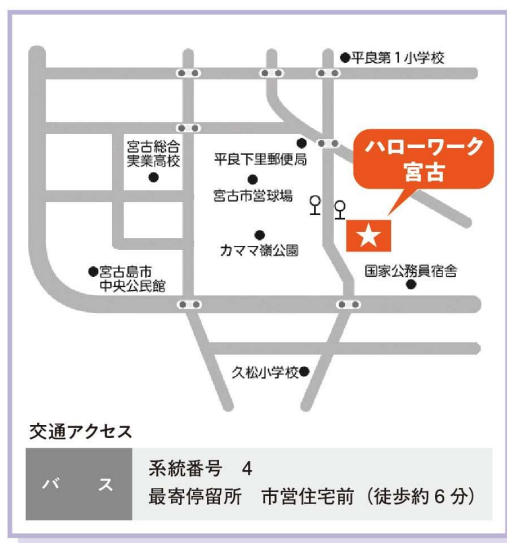 平良第1小学校
ハローワーク
宮古
宮古総合
実業高校
平良下里郵便局
宮古市営球場
カママ嶺公園
宮古島市
中央公民館
国家公務員宿舎
久松小学校
交通アクセス
バス
系統番号 4
最寄停留所 市営住宅前（徒歩約6分）